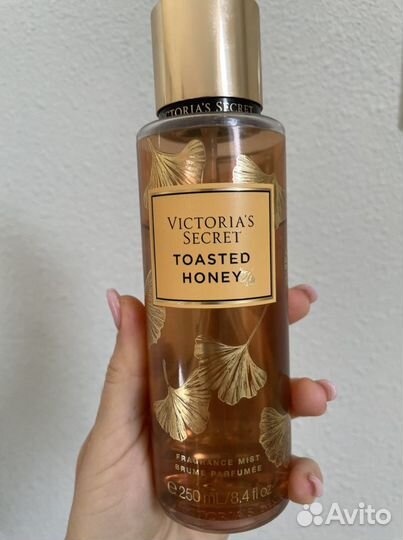 VICTORIA'S SECRET
VICTORIA'S
SECRET
TOASTED
HONEY
FRAGRANCE MIST
BRUME PARFUMÉE
℮ 250 mL/8,4 fl oz
Avito